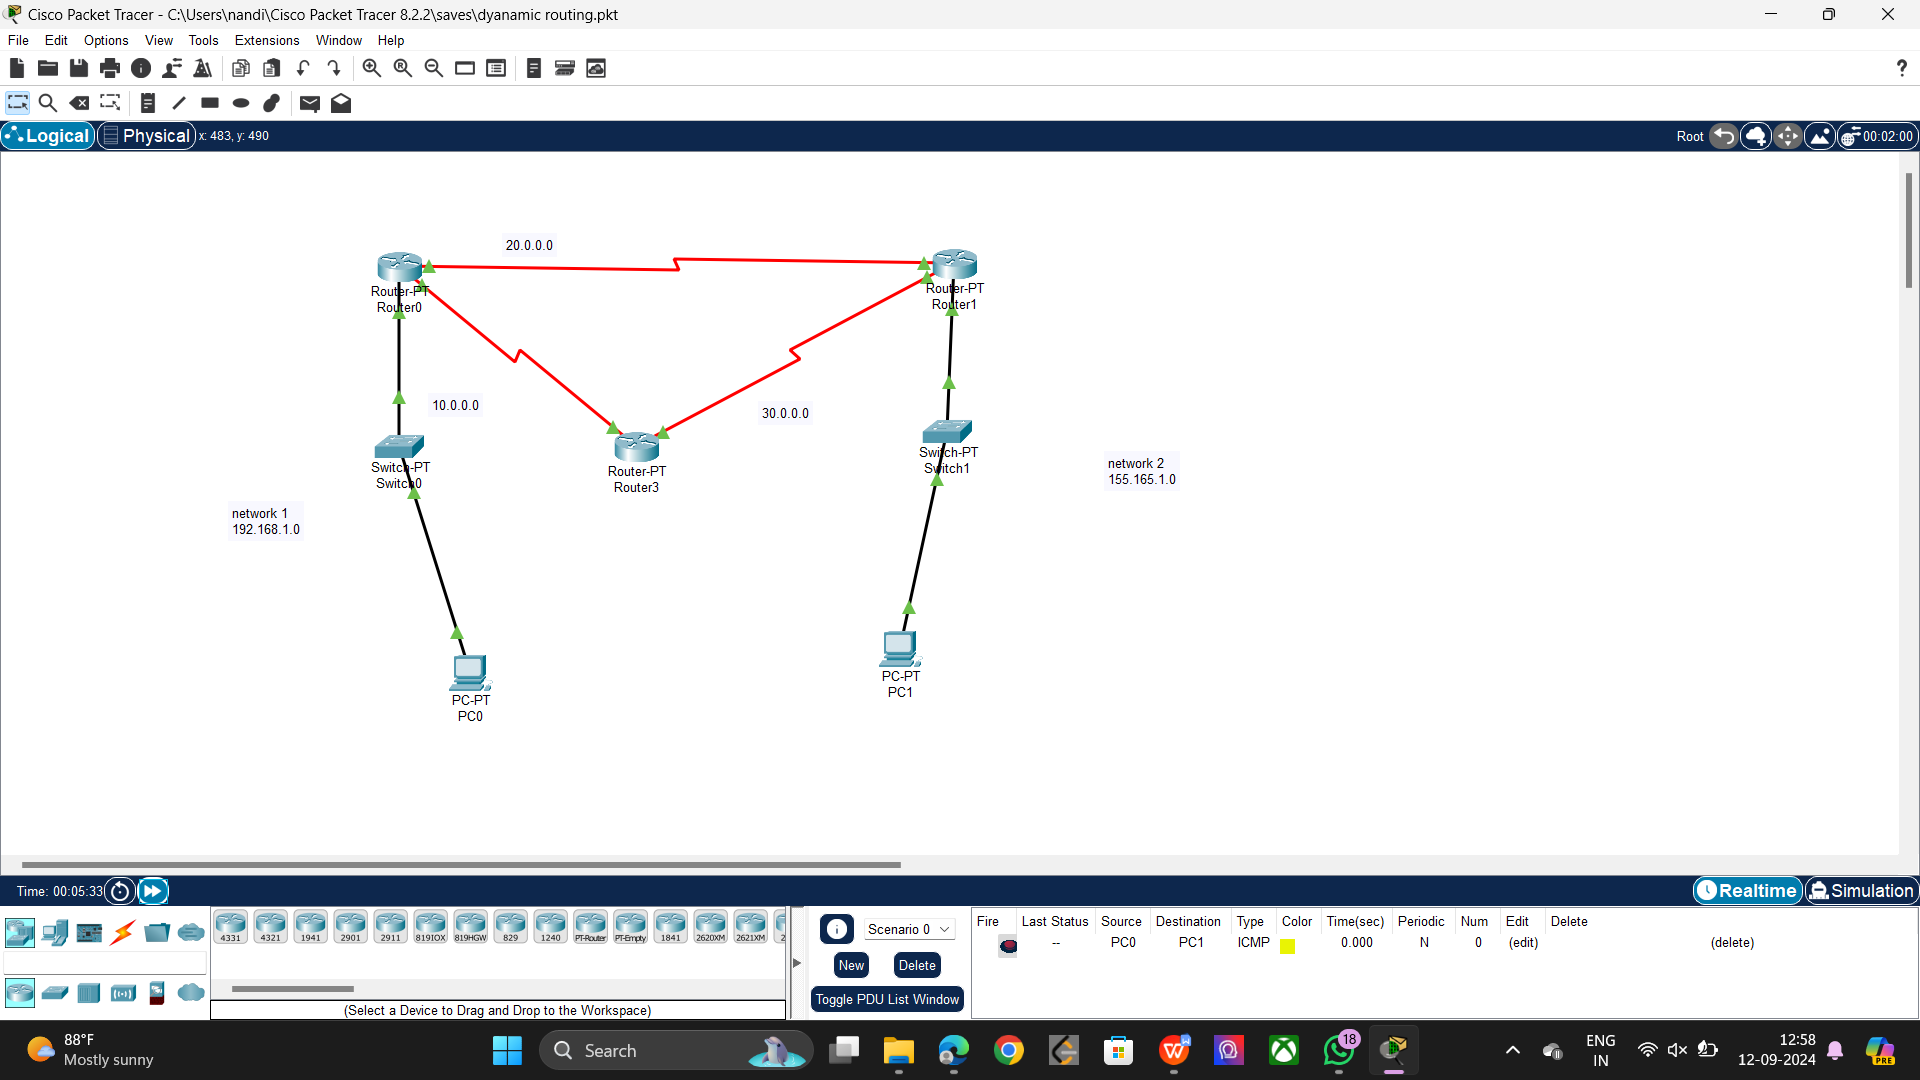 Cisco Packet Tracer - C:\Users\nandi\Cisco Packet Tracer 8.2.2\saves\dyanamic routing.pkt
File Edit Options View Tools Extensions Window Help
?
Logical Physical x: 483, y: 490 Root 00:02:00
20.0.0.0
Router-PT
Router0
Router-PT
Router1
10.0.0.0
30.0.0.0
Switch-PT
Switch0
Router-PT
Router3
Switch-PT
Switch1
network 2
155.165.1.0
network 1
192.168.1.0
PC-PT
PC0
PC-PT
PC1
Time: 00:05:33 Realtime Simulation
4331 4321 1941 2901 2911 819IOX 819HGW 829 1240 PT-Router PT-Empty 1841 2620XM 2621XM 2
(Select a Device to Drag and Drop to the Workspace)
Scenario 0
New Delete
Toggle PDU List Window
Fire Last Status Source Destination Type Color Time(sec) Periodic Num Edit Delete
-- PC0 PC1 ICMP 0.000 N 0 (edit) (delete)
88°F
Mostly sunny
Search
18
PRE
ENG
IN
12:58
12-09-2024